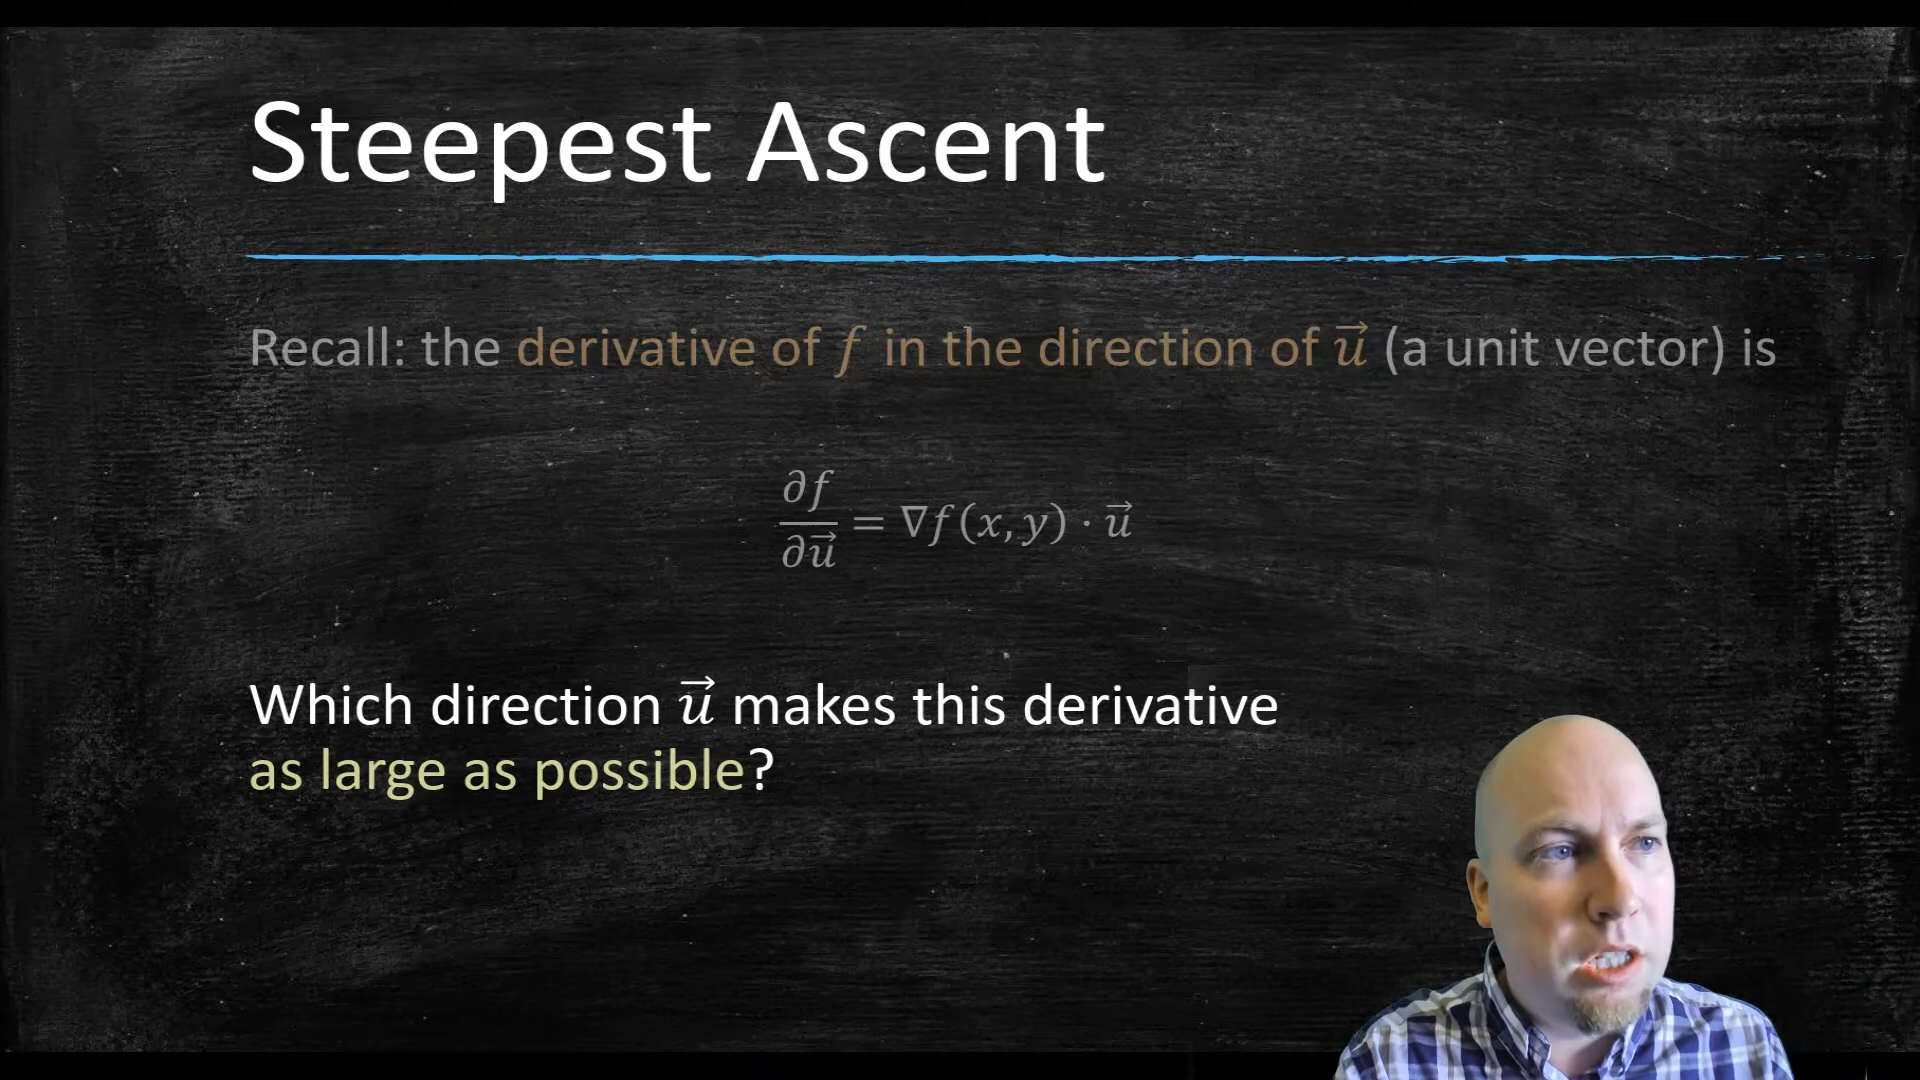 Steepest Ascent
Recall: the derivative of 𝑓 in the direction of 𝑢⃗ (a unit vector) is
∂𝑓/∂𝑢⃗ = ∇𝑓(𝑥, 𝑦) · 𝑢⃗
Which direction 𝑢⃗ makes this derivative
as large as possible?